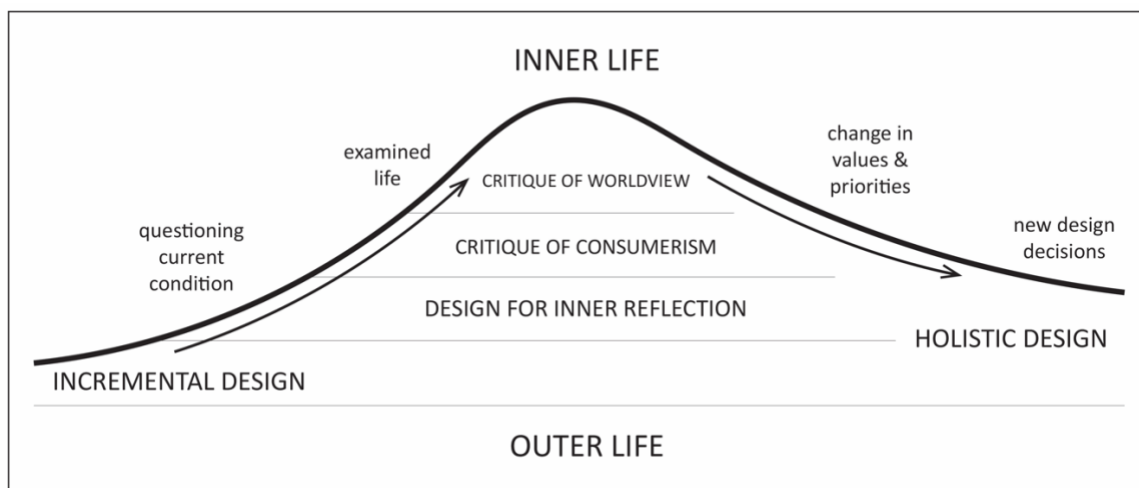 INNER LIFE
examined
life
change in
values &
priorities
CRITIQUE OF WORLDVIEW
questioning
current
condition
new design
decisions
CRITIQUE OF CONSUMERISM
DESIGN FOR INNER REFLECTION
HOLISTIC DESIGN
INCREMENTAL DESIGN
OUTER LIFE